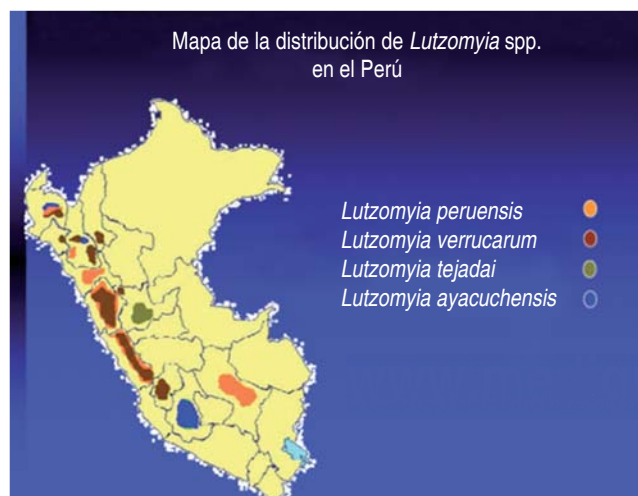 Mapa de la distribución de Lutzomyia spp.
en el Perú
Lutzomyia peruensis
Lutzomyia verrucarum
Lutzomyia tejadai
Lutzomyia ayacuchensis